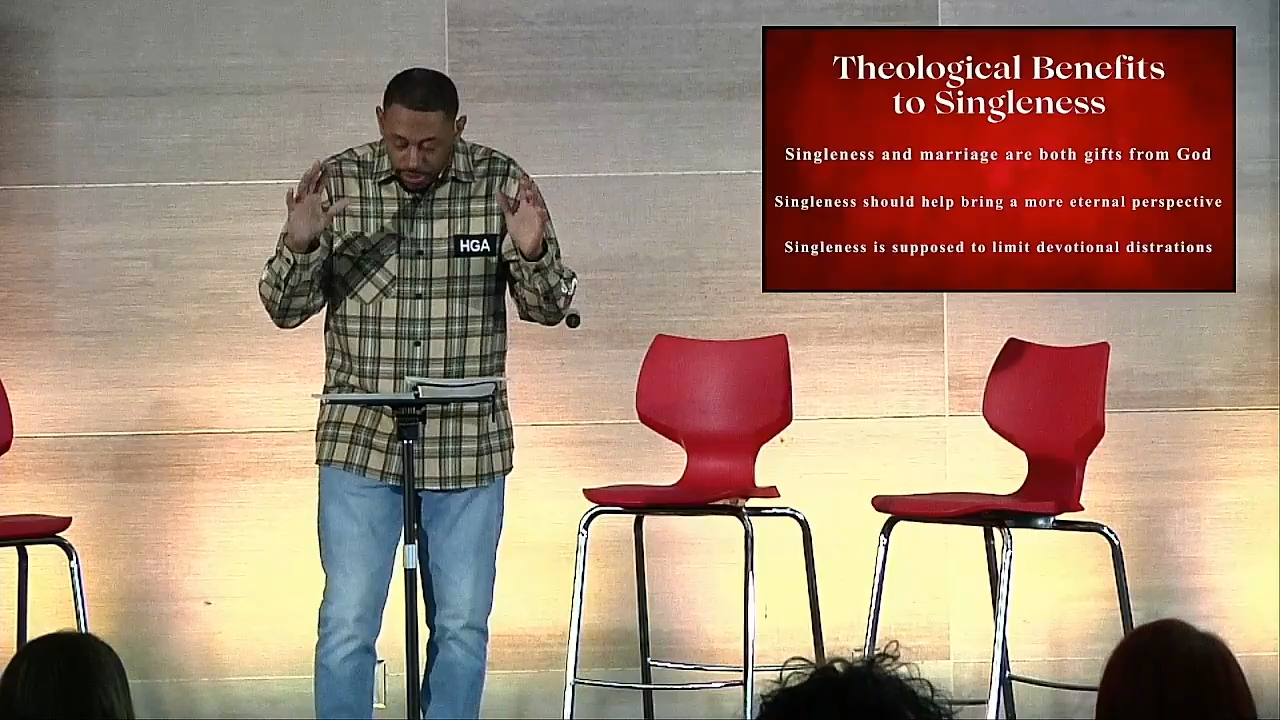 Theological Benefits
to Singleness
Singleness and marriage are both gifts from God
Singleness should help bring a more eternal perspective
Singleness is supposed to limit devotional distrations
HGA